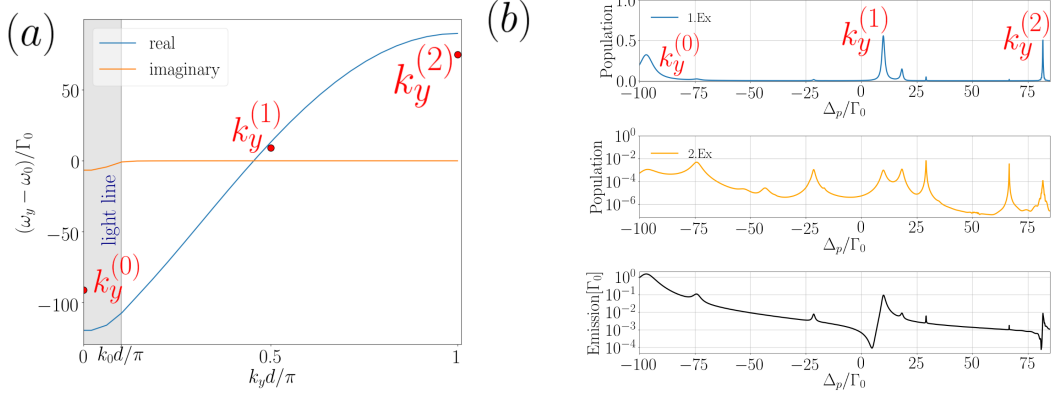 (a)
real
imaginary
(ω_y − ω_0)/Γ_0
50
0
−50
−100
light line
k_y^(0)
k_y^(1)
k_y^(2)
0
k_0d/π
0.5
1
k_yd/π
(b)
1.Ex
Population
1.0
0.5
0.0
k_y^(0)
k_y^(1)
k_y^(2)
−100 −75 −50 −25 0 25 50 75
Δ_p/Γ_0
2.Ex
Population
10^0
10^−2
10^−4
10^−6
−100 −75 −50 −25 0 25 50 75
Δ_p/Γ_0
Emission[Γ_0]
10^0
10^−1
10^−2
10^−3
10^−4
−100 −75 −50 −25 0 25 50 75
Δ_p/Γ_0